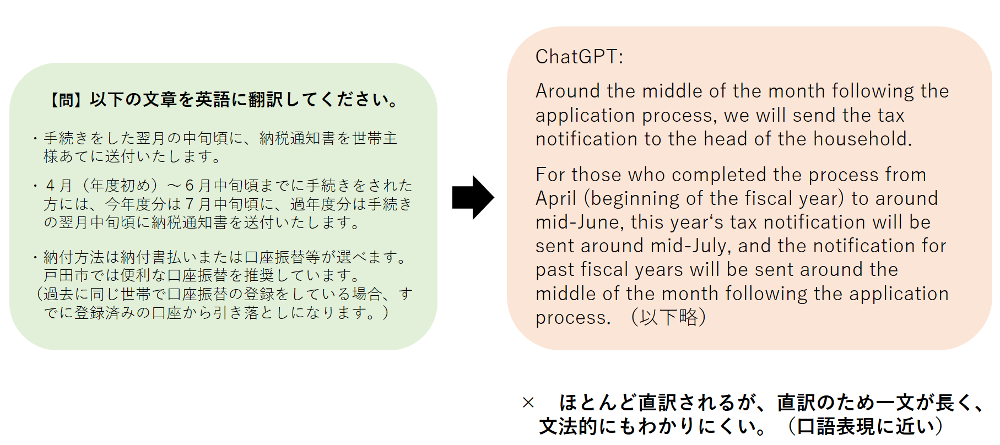 【問】以下の文章を英語に翻訳してください。
・手続きをした翌月の中旬頃に、納税通知書を世帯主
様あてに送付いたします。
・４月（年度初め）～６月中旬頃までに手続きをされた
方には、今年度分は７月中旬頃に、過年度分は手続き
の翌月中旬頃に納税通知書を送付いたします。
・納付方法は納付書払いまたは口座振替等が選べます。
戸田市では便利な口座振替を推奨しています。
（過去に同じ世帯で口座振替の登録をしている場合、す
でに登録済みの口座から引き落としになります。）
ChatGPT:
Around the middle of the month following the
application process, we will send the tax
notification to the head of the household.
For those who completed the process from
April (beginning of the fiscal year) to around
mid-June, this year‘s tax notification will be
sent around mid-July, and the notification for
past fiscal years will be sent around the
middle of the month following the application
process. （以下略）
×　ほとんど直訳されるが、直訳のため一文が長く、
文法的にもわかりにくい。（口語表現に近い）